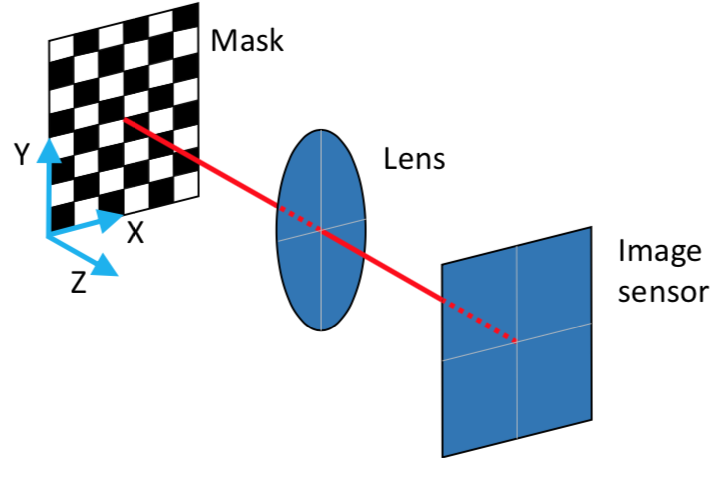 Mask
Lens
Y
X
Z
Image
sensor